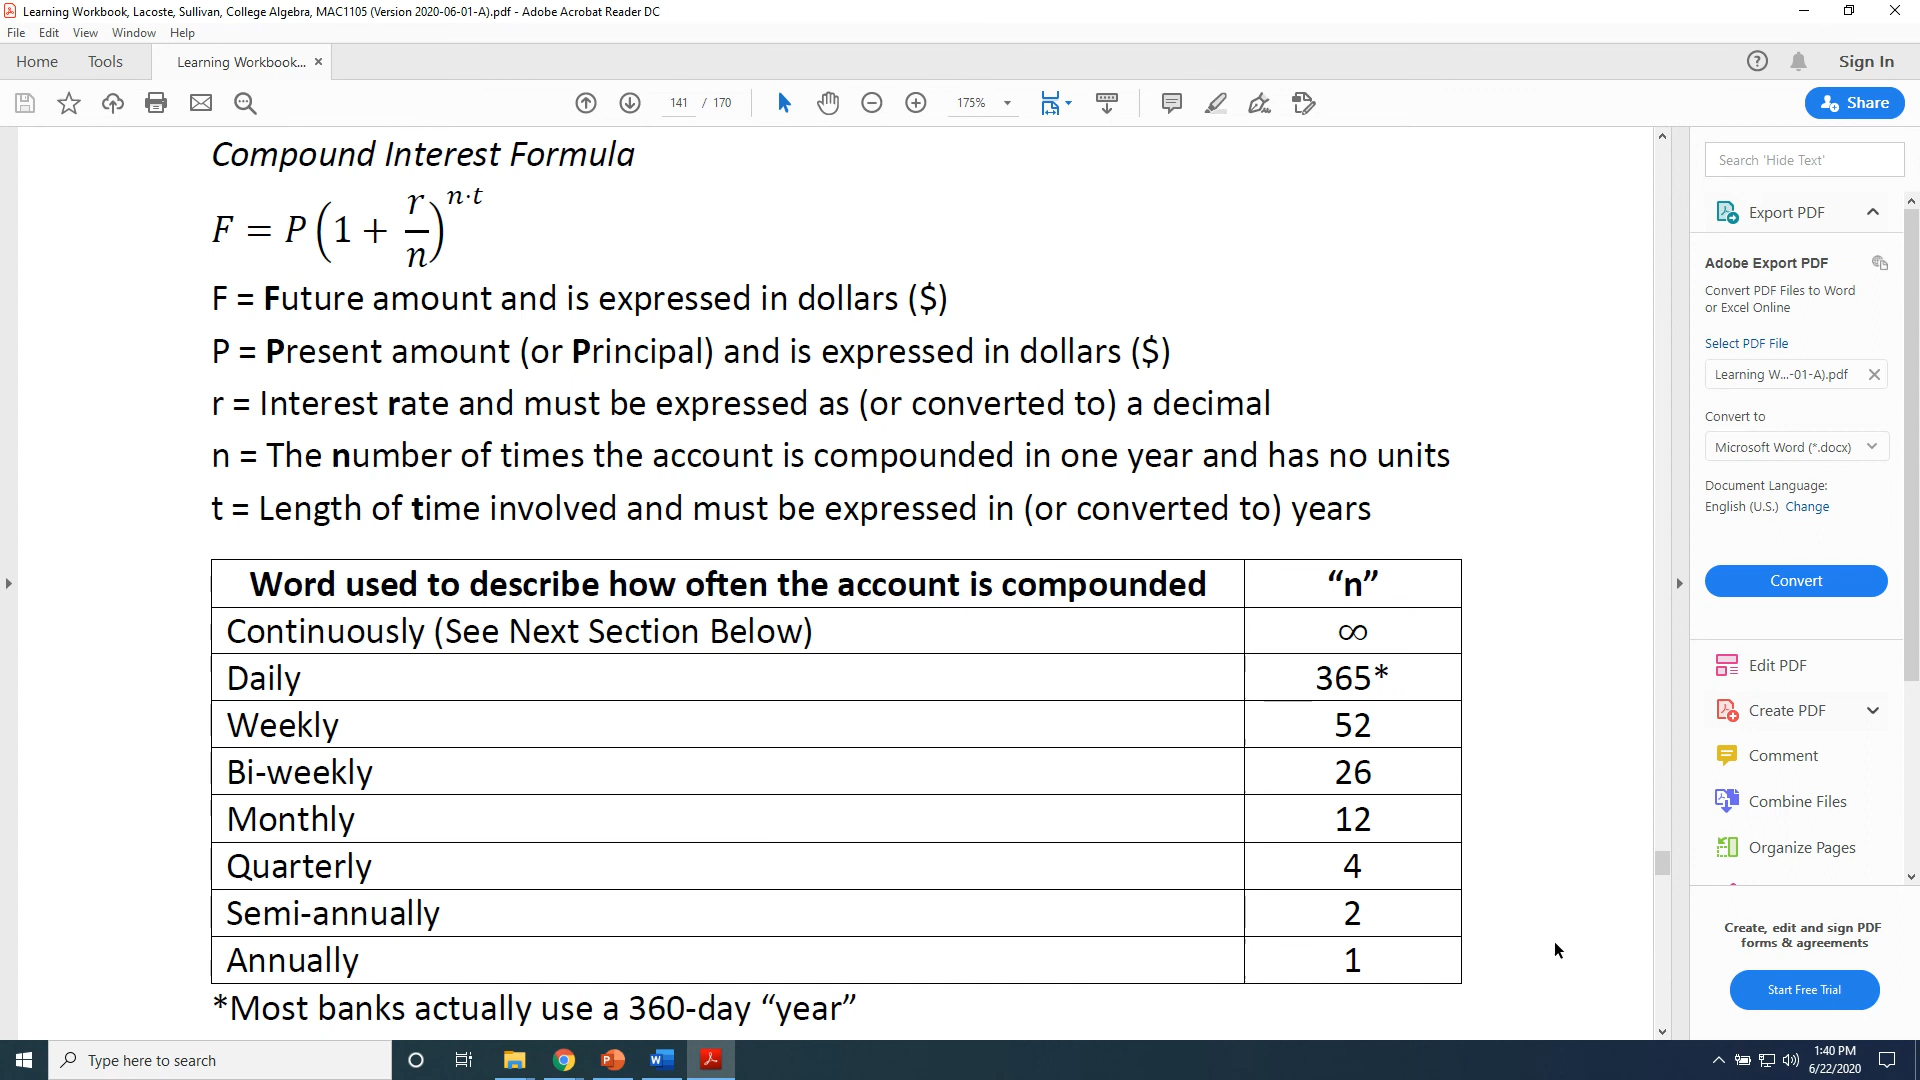 Learning Workbook, Lacoste, Sullivan, College Algebra, MAC1105 (Version 2020-06-01-A).pdf - Adobe Acrobat Reader DC
File Edit View Window Help
Home Tools Learning Workbook... × Sign In
141 / 170 175% Share
Compound Interest Formula
F = P(1 + r/n)^(n·t)
F = Future amount and is expressed in dollars ($)
P = Present amount (or Principal) and is expressed in dollars ($)
r = Interest rate and must be expressed as (or converted to) a decimal
n = The number of times the account is compounded in one year and has no units
t = Length of time involved and must be expressed in (or converted to) years
Word used to describe how often the account is compounded “n”
Continuously (See Next Section Below) ∞
Daily 365*
Weekly 52
Bi-weekly 26
Monthly 12
Quarterly 4
Semi-annually 2
Annually 1
*Most banks actually use a 360-day “year”
Search 'Hide Text'
Export PDF
Adobe Export PDF
Convert PDF Files to Word
or Excel Online
Select PDF File
Learning W...-01-A).pdf
Convert to
Microsoft Word (*.docx)
Document Language:
English (U.S.) Change
Convert
Edit PDF
Create PDF
Comment
Combine Files
Organize Pages
Create, edit and sign PDF
forms & agreements
Start Free Trial
Type here to search
1:40 PM
6/22/2020